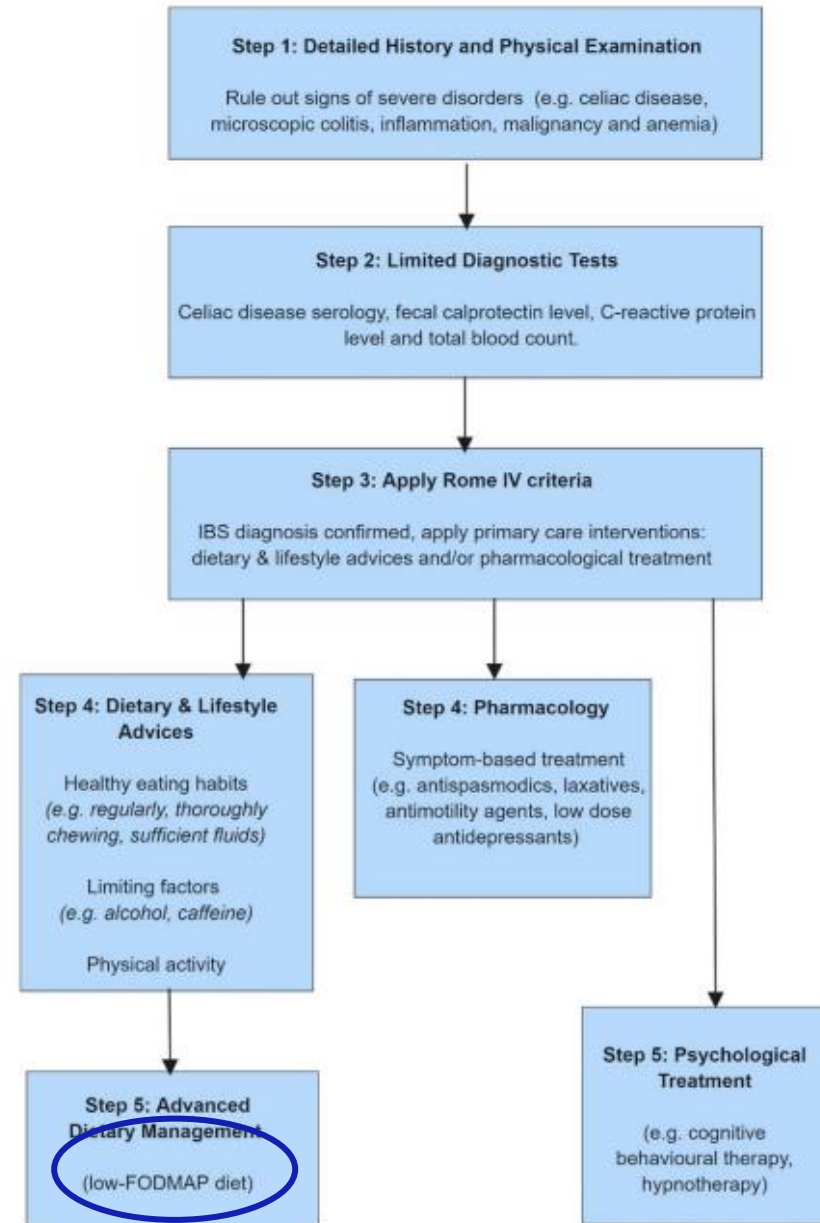 Step 1: Detailed History and Physical Examination
Rule out signs of severe disorders (e.g. celiac disease,
microscopic colitis, inflammation, malignancy and anemia)
Step 2: Limited Diagnostic Tests
Celiac disease serology, fecal calprotectin level, C-reactive protein
level and total blood count.
Step 3: Apply Rome IV criteria
IBS diagnosis confirmed, apply primary care interventions:
dietary & lifestyle advices and/or pharmacological treatment
Step 4: Dietary & Lifestyle
Advices
Healthy eating habits
(e.g. regularly, thoroughly
chewing, sufficient fluids)
Limiting factors
(e.g. alcohol, caffeine)
Physical activity
Step 4: Pharmacology
Symptom-based treatment
(e.g. antispasmodics, laxatives,
antimotility agents, low dose
antidepressants)
Step 5: Advanced
Dietary Management
(low-FODMAP diet)
Step 5: Psychological
Treatment
(e.g. cognitive
behavioural therapy,
hypnotherapy)